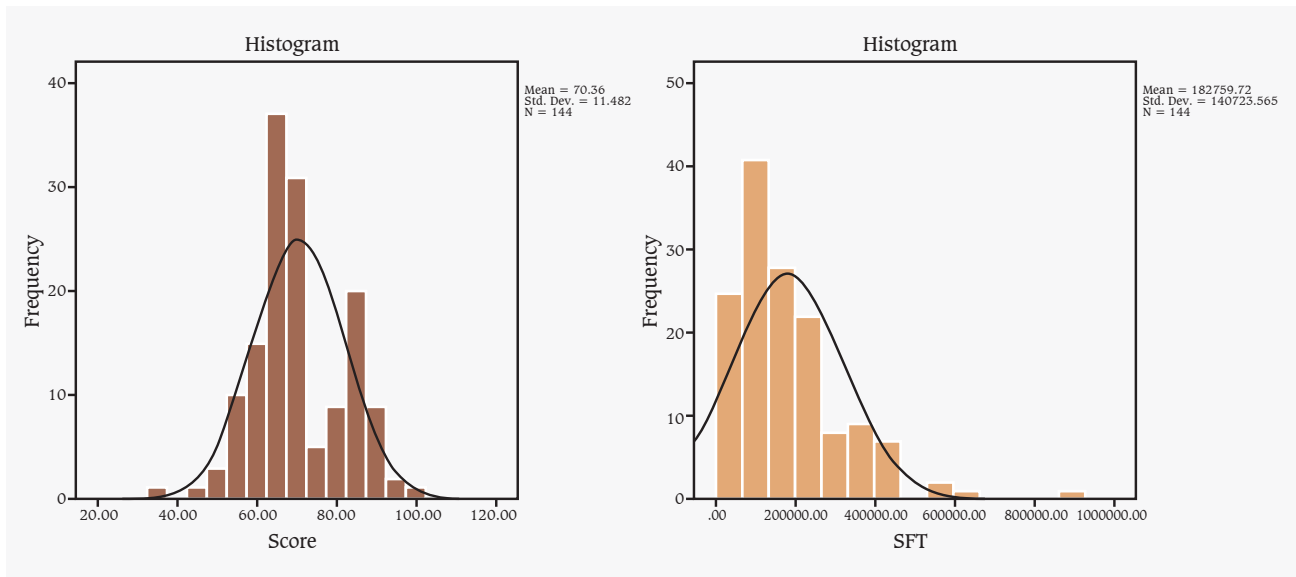 Histogram
40
30
20
10
0
Frequency
20.00 40.00 60.00 80.00 100.00 120.00
Score
Mean = 70.36
Std. Dev. = 11.482
N = 144
Histogram
50
40
30
20
10
0
Frequency
.00 200000.00 400000.00 600000.00 800000.00 1000000.00
SFT
Mean = 182759.72
Std. Dev. = 140723.565
N = 144